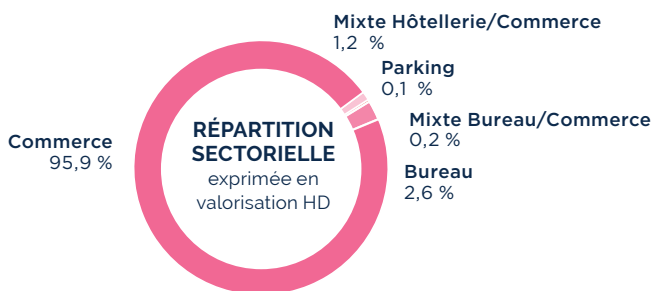 Mixte Hôtellerie/Commerce
1,2 %
Parking
0,1 %
Mixte Bureau/Commerce
0,2 %
Bureau
2,6 %
Commerce
95,9 %
RÉPARTITION
SECTORIELLE
exprimée en
valorisation HD